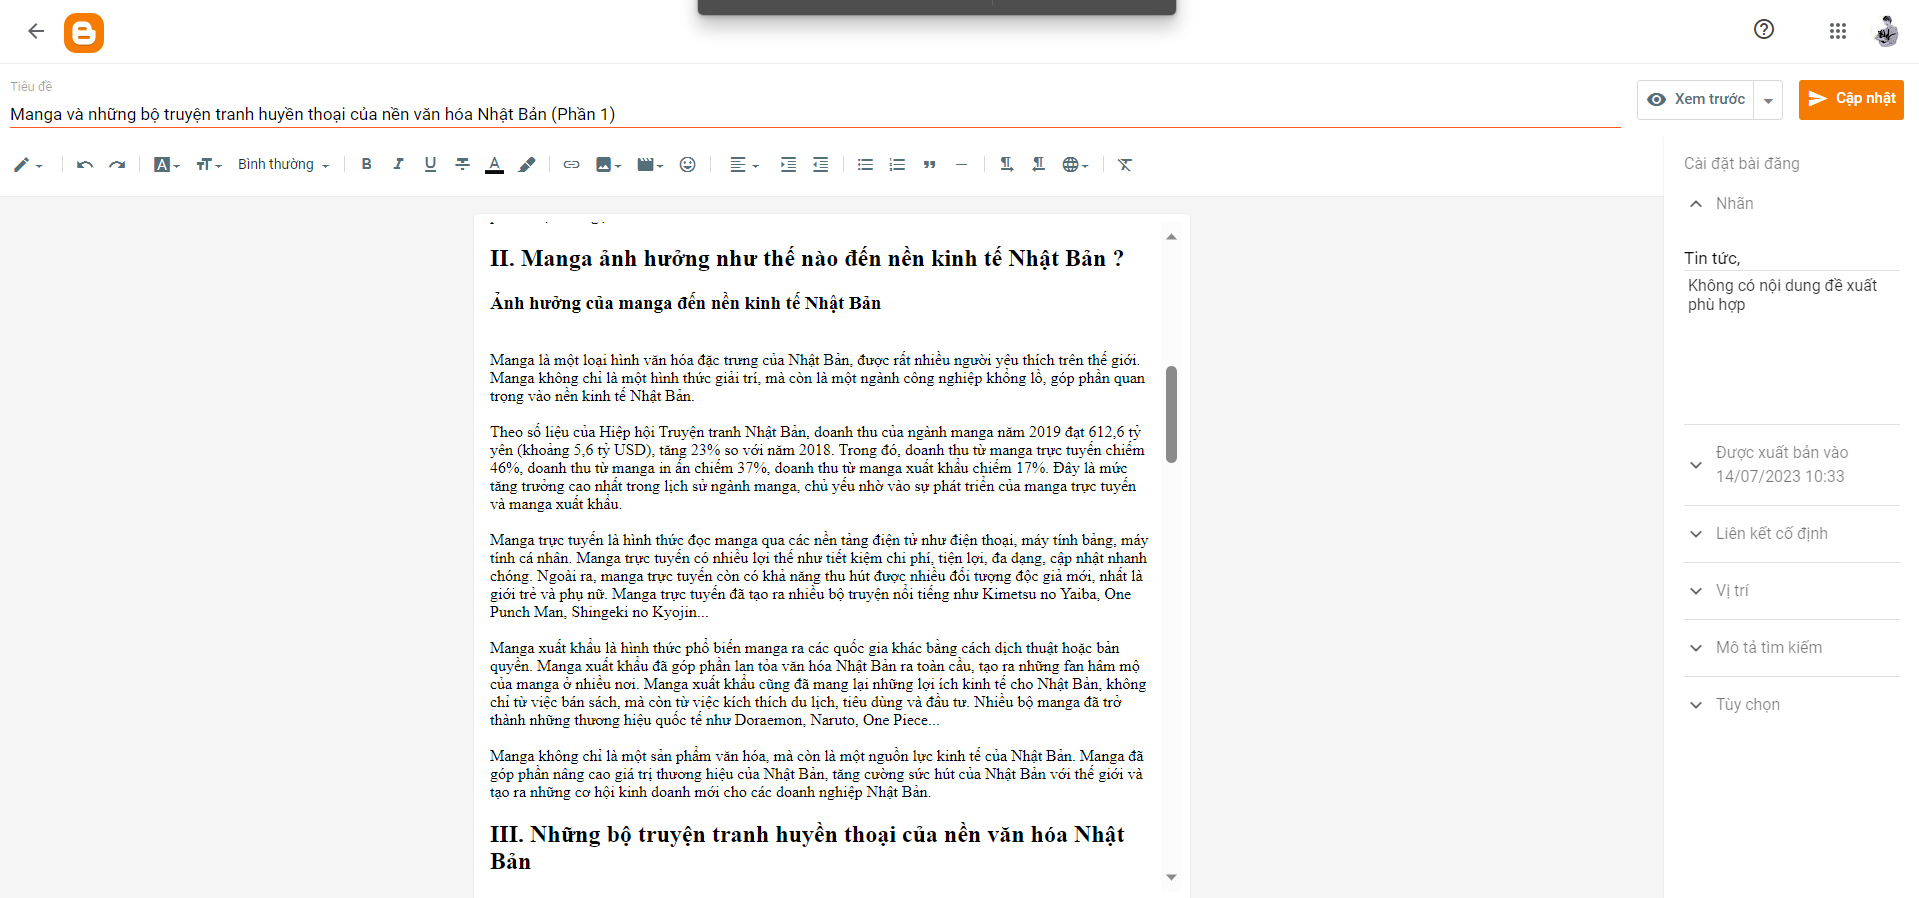 Tiêu đề
Manga và những bộ truyện tranh huyền thoại của nền văn hóa Nhật Bản (Phần 1)
Xem trước
Cập nhật
Bình thường
II. Manga ảnh hưởng như thế nào đến nền kinh tế Nhật Bản ?
Ảnh hưởng của manga đến nền kinh tế Nhật Bản
Manga là một loại hình văn hóa đặc trưng của Nhật Bản, được rất nhiều người yêu thích trên thế giới.
Manga không chỉ là một hình thức giải trí, mà còn là một ngành công nghiệp khổng lồ, góp phần quan
trọng vào nền kinh tế Nhật Bản.
Theo số liệu của Hiệp hội Truyện tranh Nhật Bản, doanh thu của ngành manga năm 2019 đạt 612,6 tỷ
yên (khoảng 5,6 tỷ USD), tăng 23% so với năm 2018. Trong đó, doanh thu từ manga trực tuyến chiếm
46%, doanh thu từ manga in ấn chiếm 37%, doanh thu từ manga xuất khẩu chiếm 17%. Đây là mức
tăng trưởng cao nhất trong lịch sử ngành manga, chủ yếu nhờ vào sự phát triển của manga trực tuyến
và manga xuất khẩu.
Manga trực tuyến là hình thức đọc manga qua các nền tảng điện tử như điện thoại, máy tính bảng, máy
tính cá nhân. Manga trực tuyến có nhiều lợi thế như tiết kiệm chi phí, tiện lợi, đa dạng, cập nhật nhanh
chóng. Ngoài ra, manga trực tuyến còn có khả năng thu hút được nhiều đối tượng độc giả mới, nhất là
giới trẻ và phụ nữ. Manga trực tuyến đã tạo ra nhiều bộ truyện nổi tiếng như Kimetsu no Yaiba, One
Punch Man, Shingeki no Kyojin...
Manga xuất khẩu là hình thức phổ biến manga ra các quốc gia khác bằng cách dịch thuật hoặc bản
quyền. Manga xuất khẩu đã góp phần lan tỏa văn hóa Nhật Bản ra toàn cầu, tạo ra những fan hâm mộ
của manga ở nhiều nơi. Manga xuất khẩu cũng đã mang lại những lợi ích kinh tế cho Nhật Bản, không
chỉ từ việc bán sách, mà còn từ việc kích thích du lịch, tiêu dùng và đầu tư. Nhiều bộ manga đã trở
thành những thương hiệu quốc tế như Doraemon, Naruto, One Piece...
Manga không chỉ là một sản phẩm văn hóa, mà còn là một nguồn lực kinh tế của Nhật Bản. Manga đã
góp phần nâng cao giá trị thương hiệu của Nhật Bản, tăng cường sức hút của Nhật Bản với thế giới và
tạo ra những cơ hội kinh doanh mới cho các doanh nghiệp Nhật Bản.
III. Những bộ truyện tranh huyền thoại của nền văn hóa Nhật
Bản
Cài đặt bài đăng
Nhãn
Tin tức,
Không có nội dung đề xuất
phù hợp
Được xuất bản vào
14/07/2023 10:33
Liên kết cố định
Vị trí
Mô tả tìm kiếm
Tùy chọn